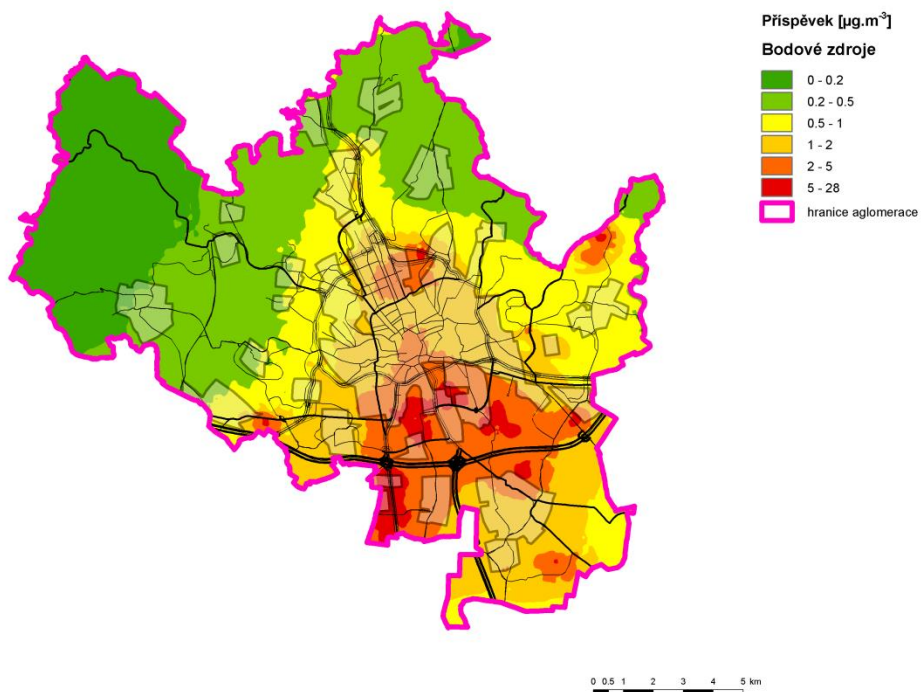 Příspěvek [µg.m⁻³]
Bodové zdroje
0 - 0.2
0.2 - 0.5
0.5 - 1
1 - 2
2 - 5
5 - 28
hranice aglomerace
0 0.5 1 2 3 4 5 km